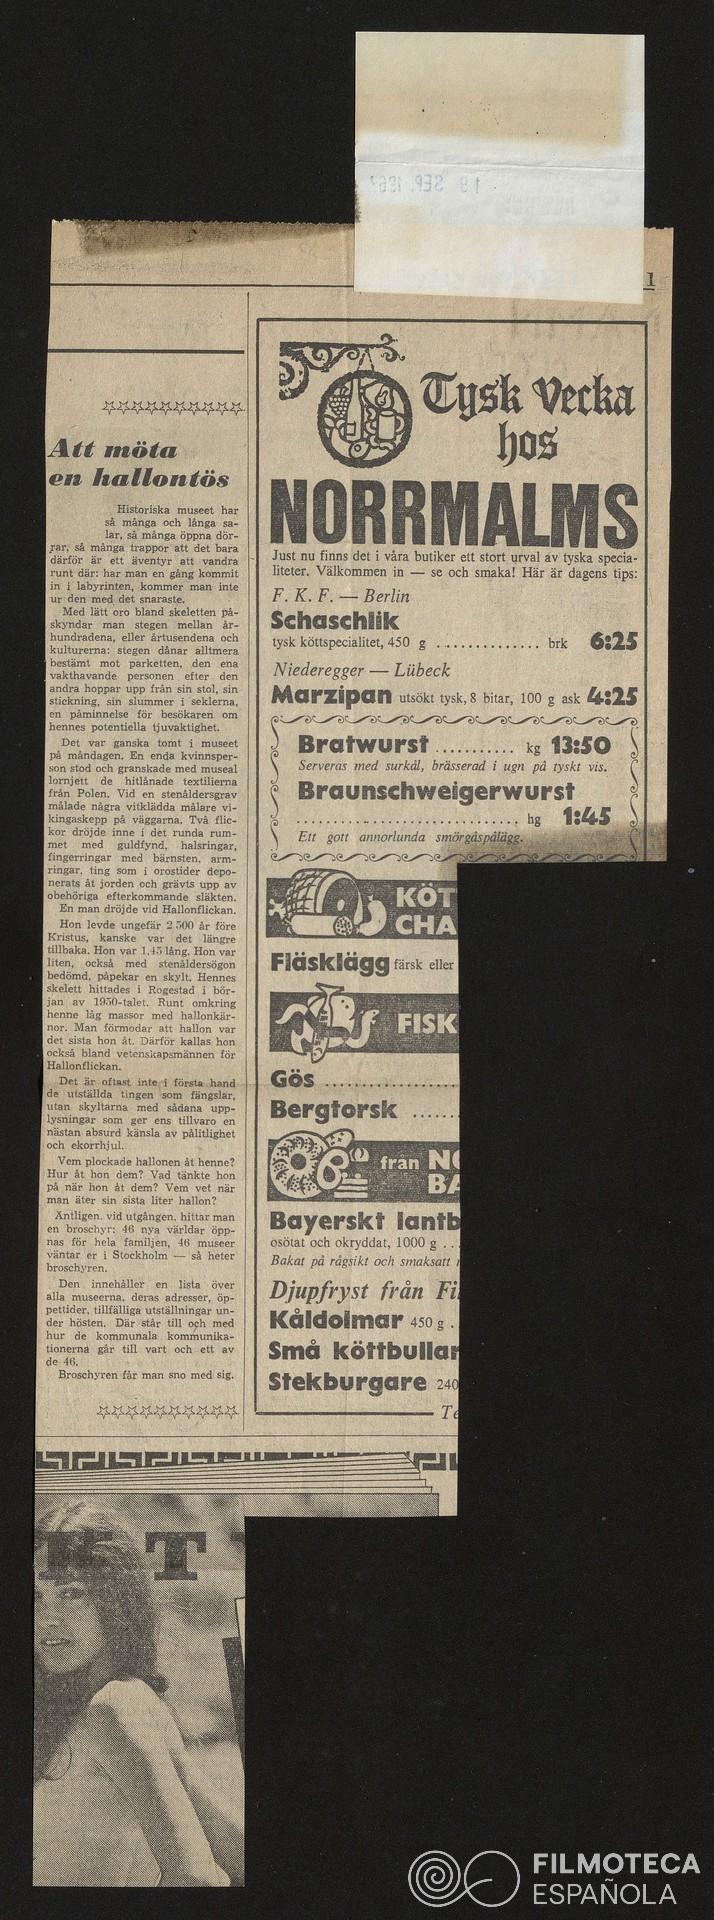 1
19 SEP. 1967
Att möta
en hallontös
Historiska museet har
så många och långa sa-
lar, så många öppna dör-
rar, så många trappor att det bara
därför är ett äventyr att vandra
runt där: har man en gång kommit
in i labyrinten, kommer man inte
ur den med det snaraste.
Med lätt oro bland skeletten på-
skyndar man stegen mellan år-
hundradena, eller årtusendena och
kulturerna: stegen dånar alltmera
bestämt mot parketten, den ena
vakthavande personen efter den
andra hoppar upp från sin stol, sin
stickning, sin slummer i seklerna,
en påminnelse för besökaren om
hennes potentiella tjuvaktighet.
Det var ganska tomt i museet
på måndagen. En enda kvinnsper-
son stod och granskade med museal
lornjett de hitlånade textilierna
från Polen. Vid en stenåldersgrav
målade några vitklädda målare vi-
kingaskepp på väggarna. Två flic-
kor dröjde inne i det runda rum-
met med guldfynd, halsringar,
fingerringar med bärnsten, arm-
ringar, ting som i orostider depo-
nerats åt jorden och grävts upp av
obehöriga efterkommande släkten.
En man dröjde vid Hallonflickan.
Hon levde ungefär 2 500 år före
Kristus, kanske var det längre
tillbaka. Hon var 1,45 lång. Hon var
liten, också med stenåldersögon
bedömd, påpekar en skylt. Hennes
skelett hittades i Rogestad i bör-
jan av 1950-talet. Runt omkring
henne låg massor med hallonkär-
nor. Man förmodar att hallon var
det sista hon åt. Därför kallas hon
också bland vetenskapsmännen för
Hallonflickan.
Det är oftast inte i första hand
de utställda tingen som fängslar,
utan skyltarna med sådana upp-
lysningar som ger ens tillvaro en
nästan absurd känsla av pålitlighet
och ekorrhjul.
Vem plockade hallonen åt henne?
Hur åt hon dem? Vad tänkte hon
på när hon åt dem? Vem vet när
man äter sin sista liter hallon?
Äntligen, vid utgången, hittar man
en broschyr: 46 nya världar öpp-
nas för hela familjen, 46 museer
väntar er i Stockholm — så heter
broschyren.
Den innehåller en lista över
alla museerna, deras adresser, öp-
pettider, tillfälliga utställningar un-
der hösten. Där står till och med
hur de kommunala kommunika-
tionerna går till vart och ett av
de 46.
Broschyren får man sno med sig.
Tysk Vecka
hos
NORRMALMS
Just nu finns det i våra butiker ett stort urval av tyska specia-
liteter. Välkommen in — se och smaka! Här är dagens tips:
F. K. F. — Berlin
Schaschlik
tysk köttspecialitet, 450 g .............. brk 6:25
Niederegger — Lübeck
Marzipan utsökt tysk, 8 bitar, 100 g ask 4:25
Bratwurst ........... kg 13:50
Serveras med surkål, brässerad i ugn på tyskt vis.
Braunschweigerwurst
................................ hg 1:45
Ett gott annorlunda smörgåspålägg.
KÖT
CHA
Fläsklägg färsk eller
FISK
Gös ...................
Bergtorsk ......
från NO
BA
Bayerskt lantb
osötat och okryddat, 1000 g ...
Bakat på rågsikt och smaksatt
Djupfryst från Fi
Kåldolmar 450 g .
Små köttbullar
Stekburgare 240
Te
K T
FILMOTECA
ESPAÑOLA